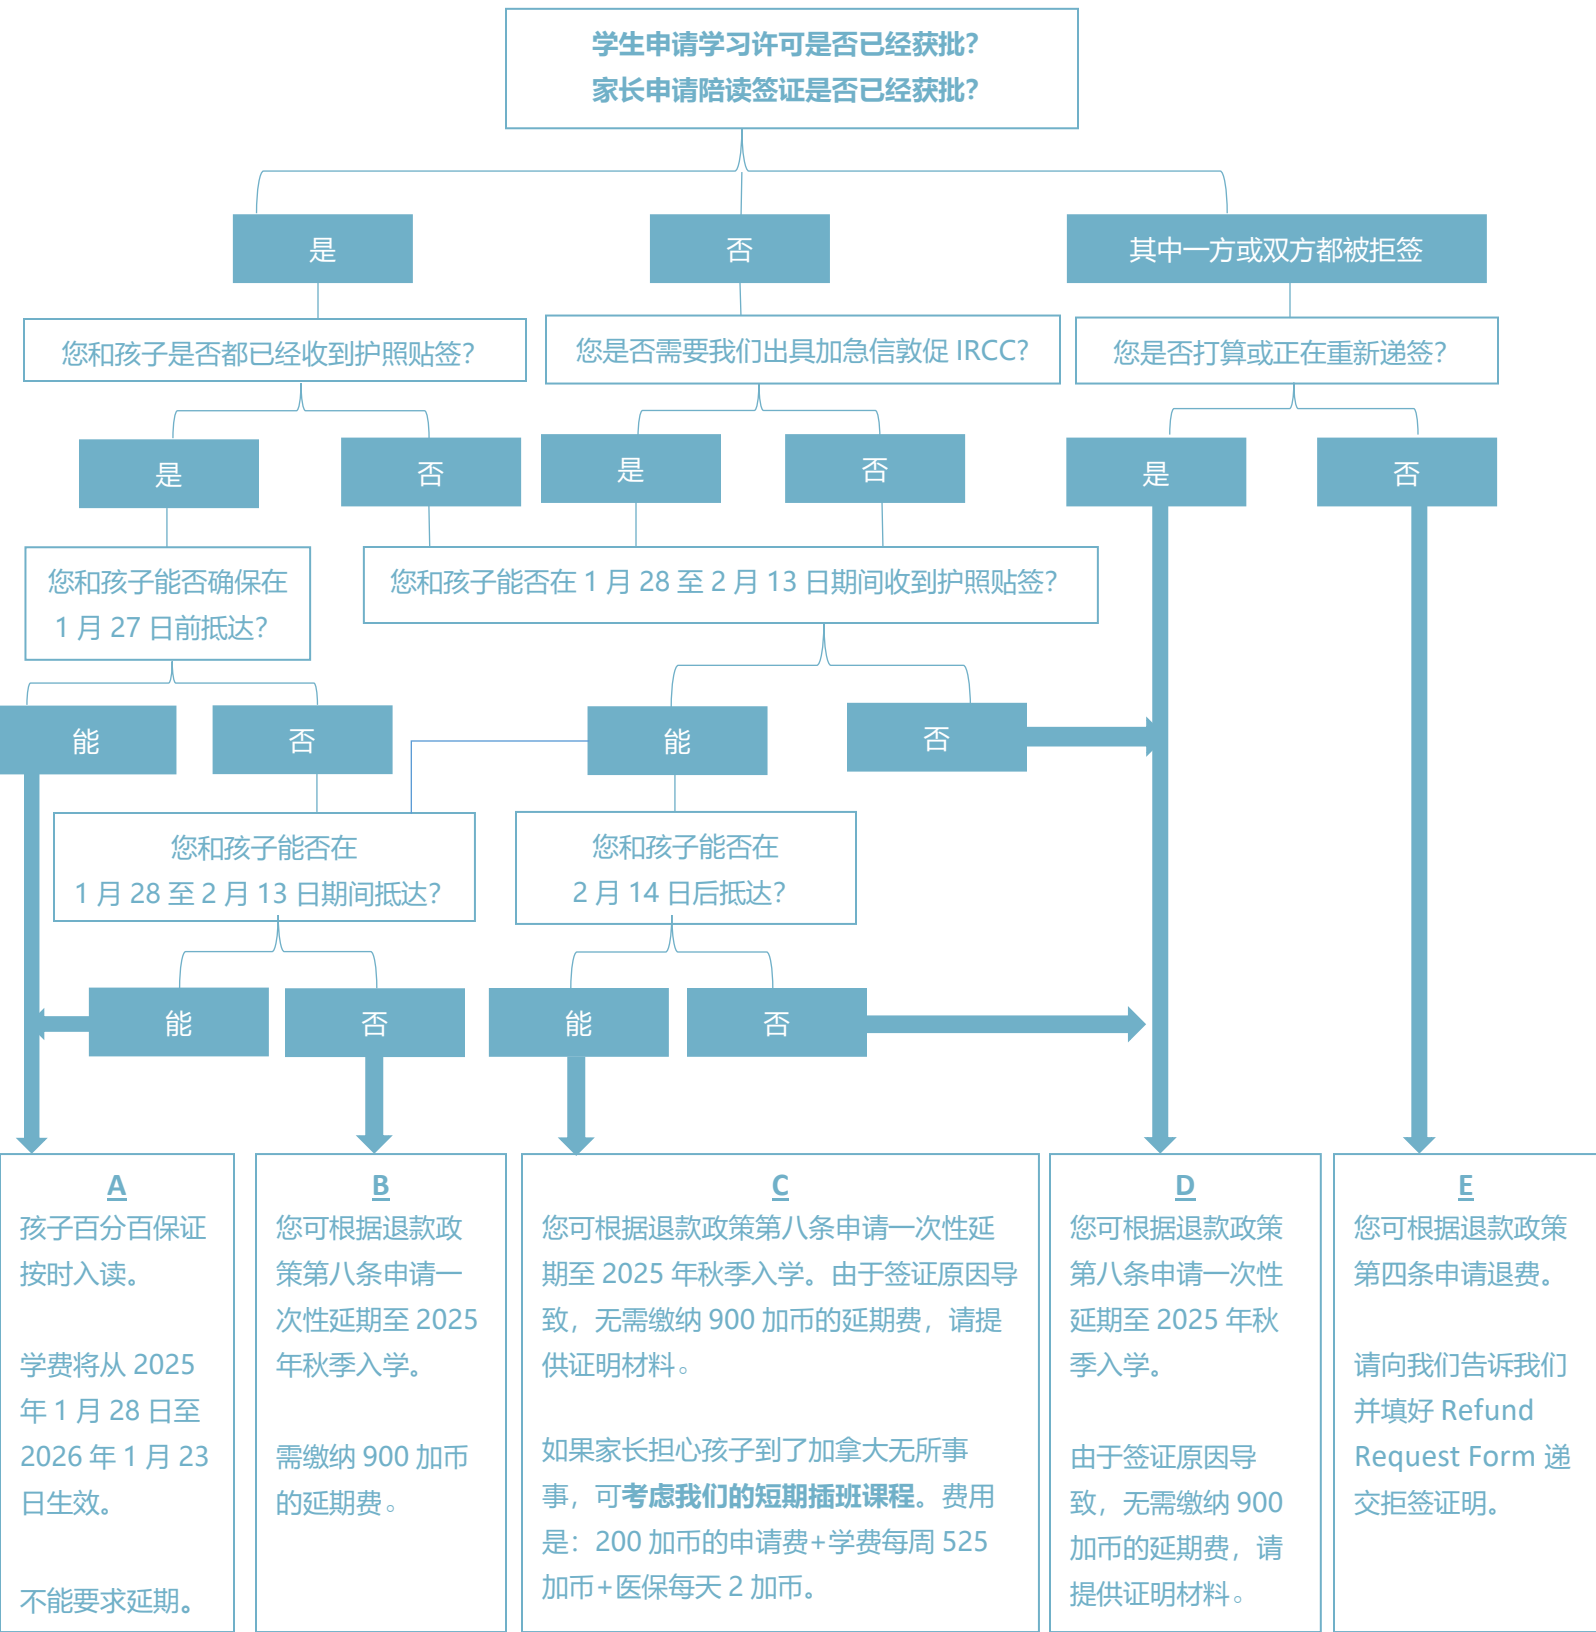 学生申请学习许可是否已经获批？
家长申请陪读签证是否已经获批？
是
否
其中一方或双方都被拒签
您和孩子是否都已经收到护照贴签？
您是否需要我们出具加急信敦促 IRCC？
您是否打算或正在重新递签？
是
否
是
否
是
否
您和孩子能否确保在
1 月 27 日前抵达？
您和孩子能否在 1 月 28 至 2 月 13 日期间收到护照贴签？
能
否
能
否
您和孩子能否在
1 月 28 至 2 月 13 日期间抵达？
您和孩子能否在
2 月 14 日后抵达？
能
否
能
否
A
孩子百分百保证
按时入读。
学费将从 2025
年 1 月 28 日至
2026 年 1 月 23
日生效。
不能要求延期。
B
您可根据退款政
策第八条申请一
次性延期至 2025
年秋季入学。
需缴纳 900 加币
的延期费。
C
您可根据退款政策第八条申请一次性延
期至 2025 年秋季入学。由于签证原因导
致，无需缴纳 900 加币的延期费，请提
供证明材料。
如果家长担心孩子到了加拿大无所事
事，可考虑我们的短期插班课程。费用
是：200 加币的申请费+学费每周 525
加币+医保每天 2 加币。
D
您可根据退款政策
第八条申请一次性
延期至 2025 年秋
季入学。
由于签证原因导
致，无需缴纳 900
加币的延期费，请
提供证明材料。
E
您可根据退款政策
第四条申请退费。
请向我们告诉我们
并填好 Refund
Request Form 递
交拒签证明。